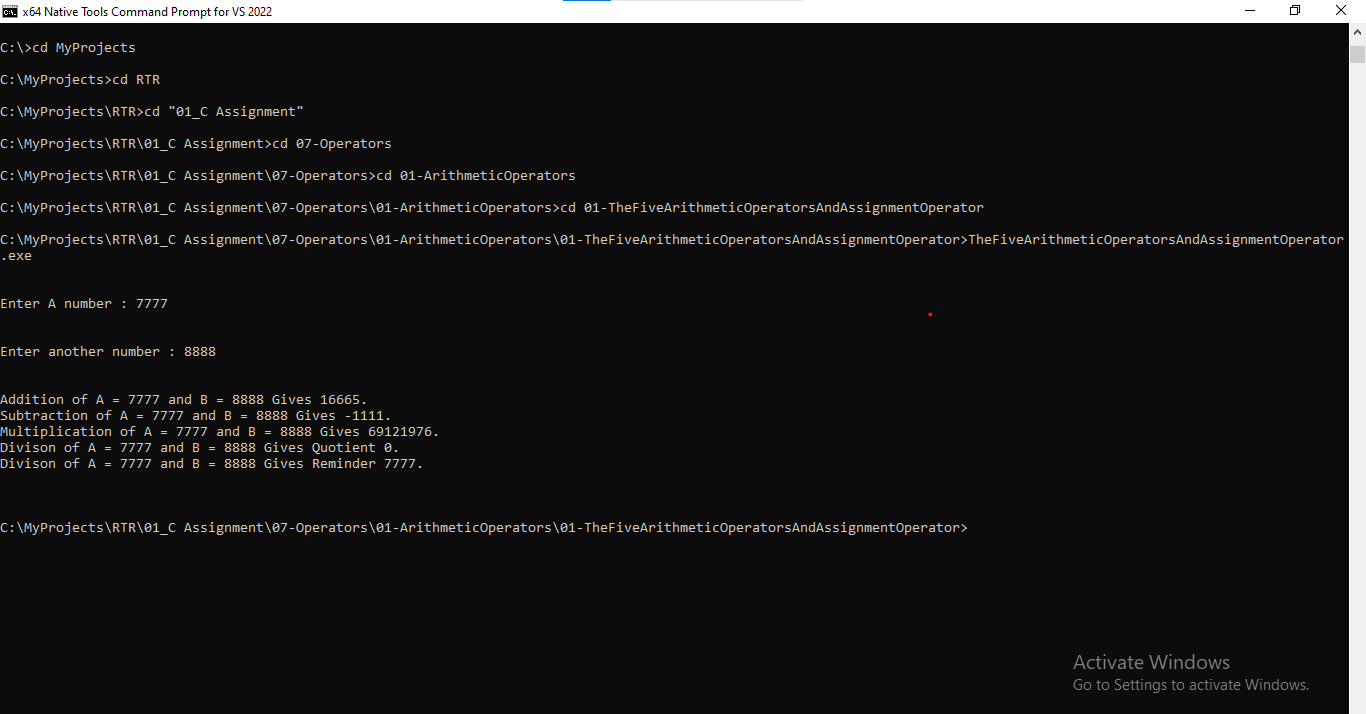 x64 Native Tools Command Prompt for VS 2022
C:\>cd MyProjects
C:\MyProjects>cd RTR
C:\MyProjects\RTR>cd "01_C Assignment"
C:\MyProjects\RTR\01_C Assignment>cd 07-Operators
C:\MyProjects\RTR\01_C Assignment\07-Operators>cd 01-ArithmeticOperators
C:\MyProjects\RTR\01_C Assignment\07-Operators\01-ArithmeticOperators>cd 01-TheFiveArithmeticOperatorsAndAssignmentOperator
C:\MyProjects\RTR\01_C Assignment\07-Operators\01-ArithmeticOperators\01-TheFiveArithmeticOperatorsAndAssignmentOperator>TheFiveArithmeticOperatorsAndAssignmentOperator
.exe
Enter A number : 7777
Enter another number : 8888
Addition of A = 7777 and B = 8888 Gives 16665.
Subtraction of A = 7777 and B = 8888 Gives -1111.
Multiplication of A = 7777 and B = 8888 Gives 69121976.
Divison of A = 7777 and B = 8888 Gives Quotient 0.
Divison of A = 7777 and B = 8888 Gives Reminder 7777.
C:\MyProjects\RTR\01_C Assignment\07-Operators\01-ArithmeticOperators\01-TheFiveArithmeticOperatorsAndAssignmentOperator>
Activate Windows
Go to Settings to activate Windows.